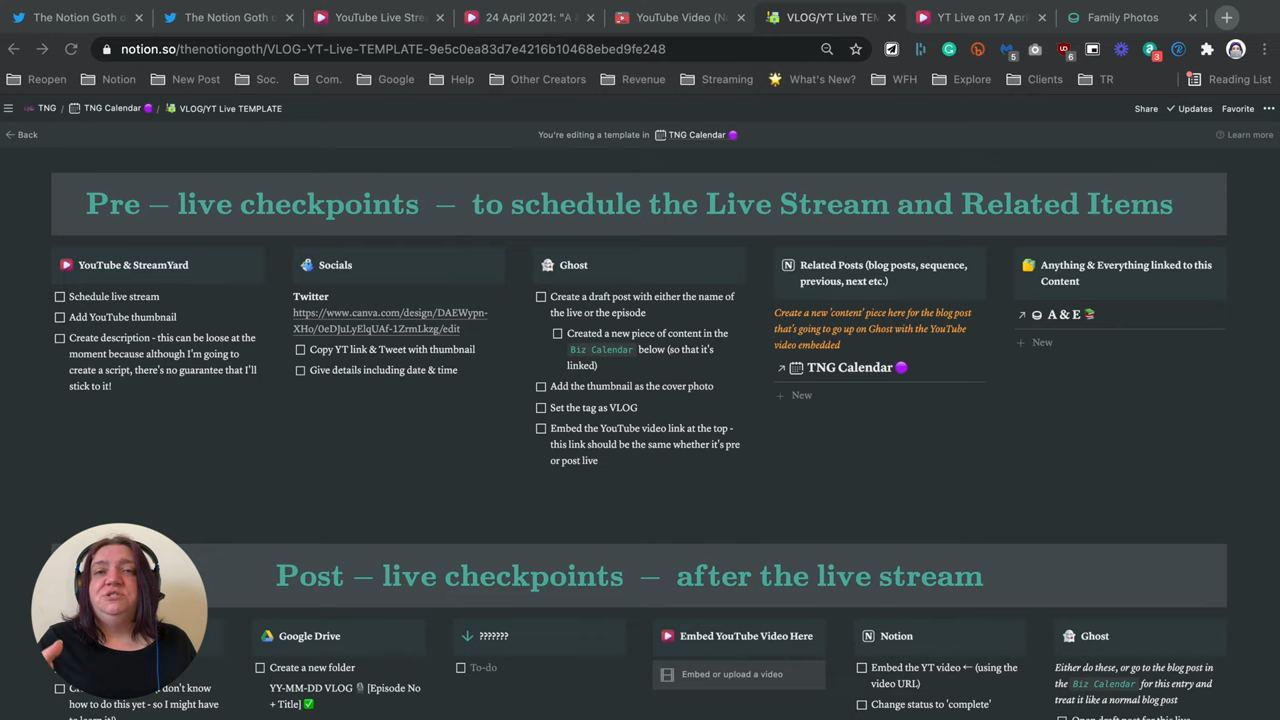 The Notion Goth o
The Notion Goth o
YouTube Live Stre
24 April 2021: "A
YouTube Video (N
VLOG/YT Live TEM
YT Live on 17 Apri
Family Photos
notion.so/thenotiongoth/VLOG-YT-Live-TEMPLATE-9e5c0ea83d7e4216b10468ebed9fe248
5
6
3
Reopen
Notion
New Post
Soc.
Com.
Google
Help
Other Creators
Revenue
Streaming
What's New?
WFH
Explore
Clients
TR
Reading List
TNG / TNG Calendar / VLOG/YT Live TEMPLATE
Share
Updates
Favorite
Back
You're editing a template in TNG Calendar
Learn more
Pre – live checkpoints – to schedule the Live Stream and Related Items
YouTube & StreamYard
Schedule live stream
Add YouTube thumbnail
Create description - this can be loose at the
moment because although I'm going to
create a script, there's no guarantee that I'll
stick to it!
Socials
Twitter
https://www.canva.com/design/DAEWypn-
XHo/0eDJuLyElqUAf-1ZrmLkzg/edit
Copy YT link & Tweet with thumbnail
Give details including date & time
Ghost
Create a draft post with either the name of
the live or the episode
Created a new piece of content in the
Biz Calendar below (so that it's
linked)
Add the thumbnail as the cover photo
Set the tag as VLOG
Embed the YouTube video link at the top -
this link should be the same whether it's pre
or post live
Related Posts (blog posts, sequence,
previous, next etc.)
Create a new 'content' piece here for the blog post
that's going to go up on Ghost with the YouTube
video embedded
TNG Calendar
New
Anything & Everything linked to this
Content
A & E
New
Post – live checkpoints – after the live stream
don't know
how to do this yet - so I might have
to learn it!)
Google Drive
Create a new folder
YY-MM-DD VLOG [Episode No
+ Title]
???????
To-do
Embed YouTube Video Here
Embed or upload a video
Notion
Embed the YT video ← (using the
video URL)
Change status to 'complete'
Ghost
Either do these, or go to the blog post in
the Biz Calendar for this entry and
treat it like a normal blog post
Open draft post for this live